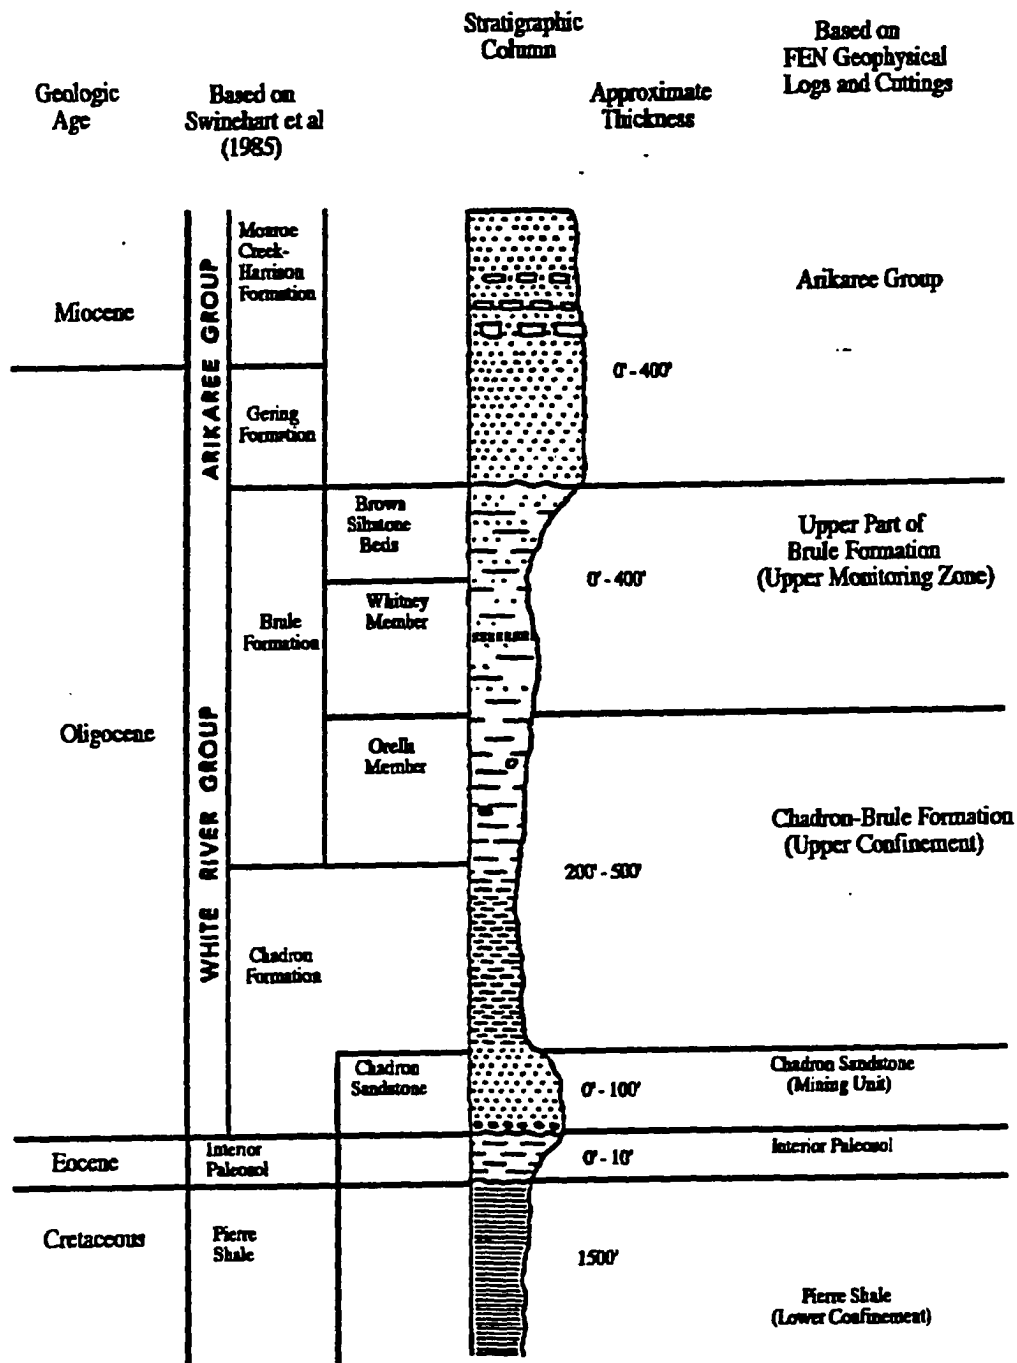 Stratigraphic
Column
Based on
FEN Geophysical
Logs and Cuttings
Geologic
Age
Based on
Swinehart et al
(1985)
Approximate
Thickness
Monroe
Creek-
Harrison
Formation
ARIKAREE GROUP
Arikaree Group
Miocene
0' - 400'
Gering
Formation
Brown
Siltstone
Beds
Upper Part of
Brule Formation
(Upper Monitoring Zone)
0' - 400'
Whitney
Member
Brule
Formation
Oligocene
WHITE RIVER GROUP
Orella
Member
Chadron-Brule Formation
(Upper Confinement)
200' - 500'
Chadron
Formation
Chadron
Sandstone
0' - 100'
Chadron Sandstone
(Mining Unit)
Eocene
Interior
Paleosol
0' - 10'
Interior Paleosol
Cretaceous
Pierre
Shale
1500'
Pierre Shale
(Lower Confinement)